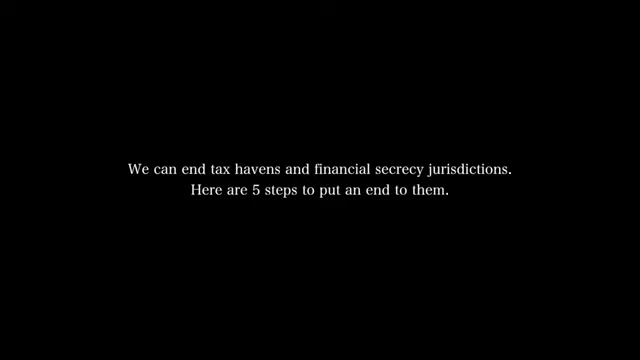 We can end tax havens and financial secrecy jurisdictions.
Here are 5 steps to put an end to them.